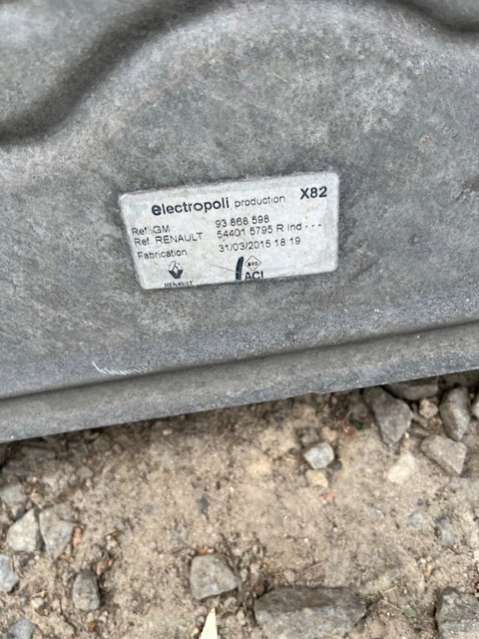 electropoli production X82
Ref. GM 93 868 598
Ref. RENAULT 54401 5795 R Ind - - -
Fabrication 31/03/2015 18 19
RENAULT ACI